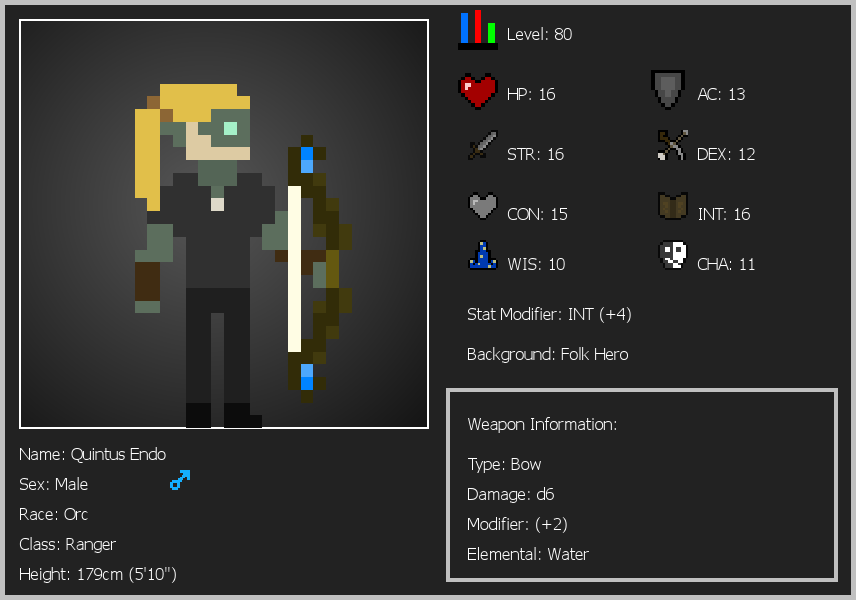 Level: 80
HP: 16
AC: 13
STR: 16
DEX: 12
CON: 15
INT: 16
WIS: 10
CHA: 11
Stat Modifier: INT (+4)
Background: Folk Hero
Weapon Information:
Type: Bow
Damage: d6
Modifier: (+2)
Elemental: Water
Name: Quintus Endo
Sex: Male
Race: Orc
Class: Ranger
Height: 179cm (5'10")